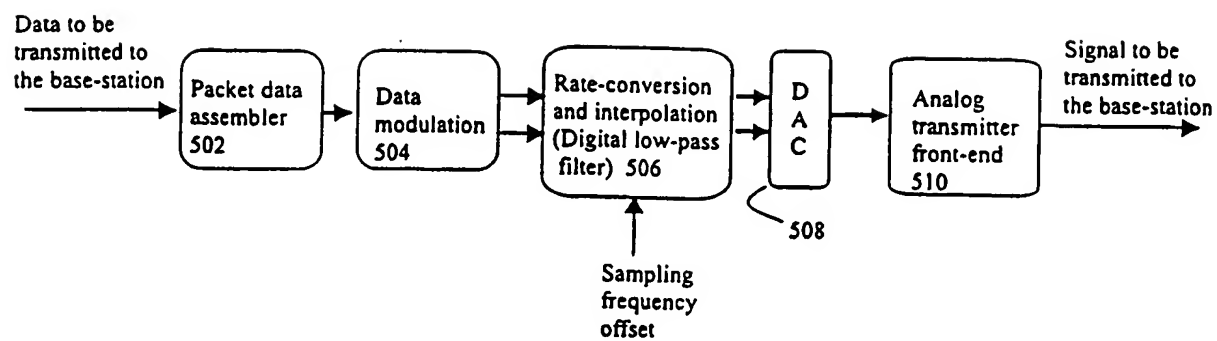 Data to be
transmitted to
the base-station
Packet data
assembler
502
Data
modulation
504
Rate-conversion
and interpolation
(Digital low-pass
filter) 506
D
A
C
508
Analog
transmitter
front-end
510
Signal to be
transmitted to
the base-station
Sampling
frequency
offset